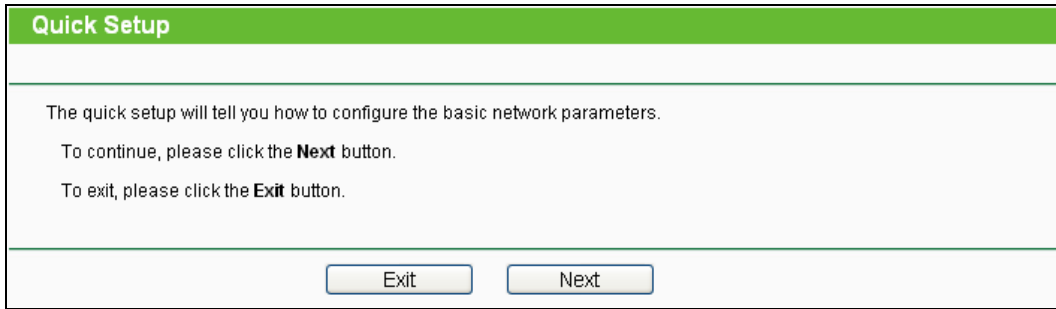 Quick Setup
The quick setup will tell you how to configure the basic network parameters.
To continue, please click the Next button.
To exit, please click the Exit button.
Exit
Next